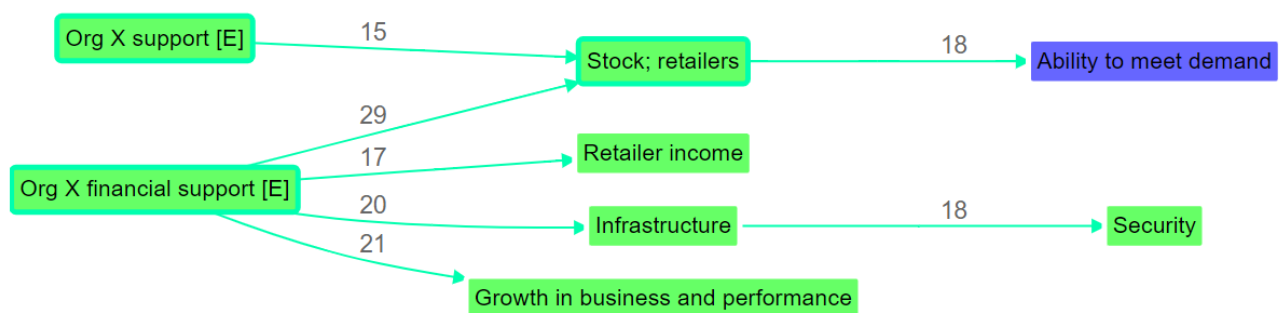 Org X support [E]
15
Stock; retailers
18
Ability to meet demand
29
17
Retailer income
Org X financial support [E]
20
Infrastructure
18
Security
21
Growth in business and performance